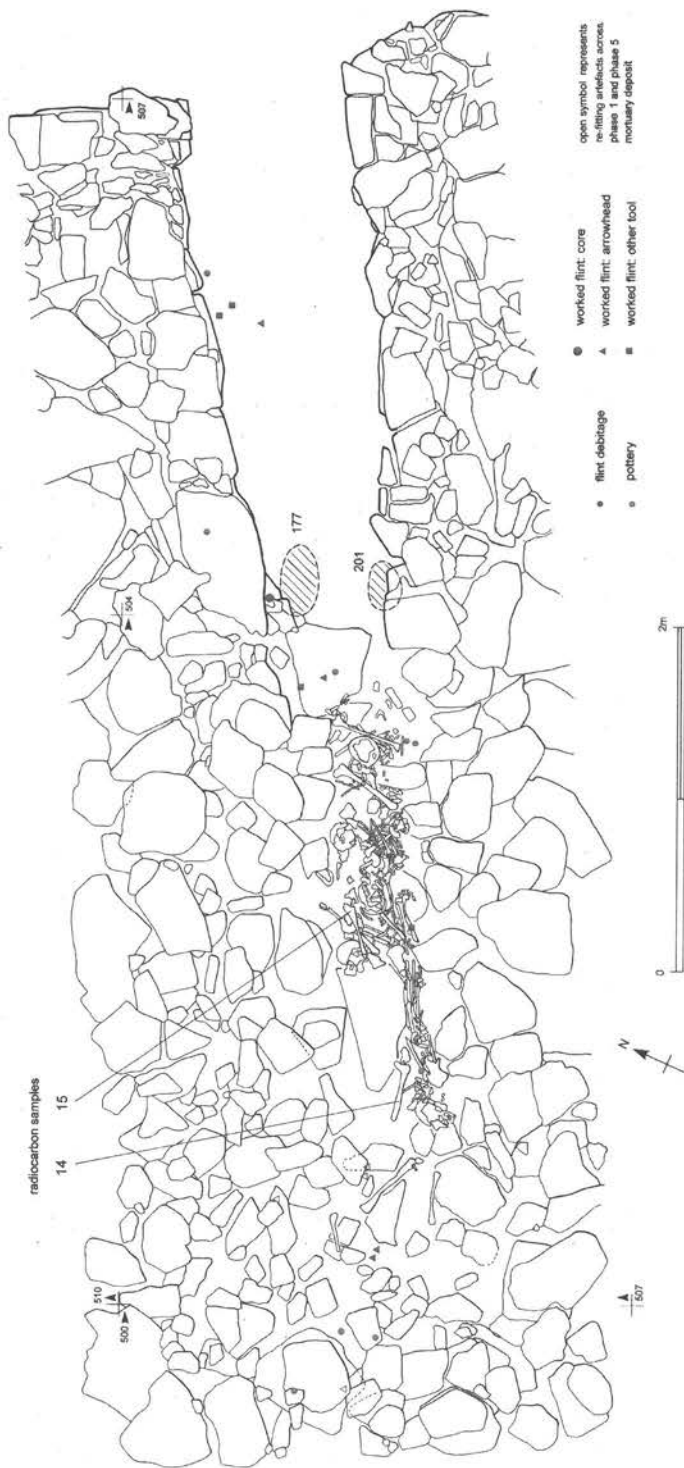 radiocarbon samples
14
15
510
500
504
507
507
177
201
0
2m
N
flint debitage
pottery
worked flint: core
worked flint: arrowhead
worked flint: other tool
open symbol represents
re-fitting artefacts across
phase 1 and phase 5
mortuary deposit